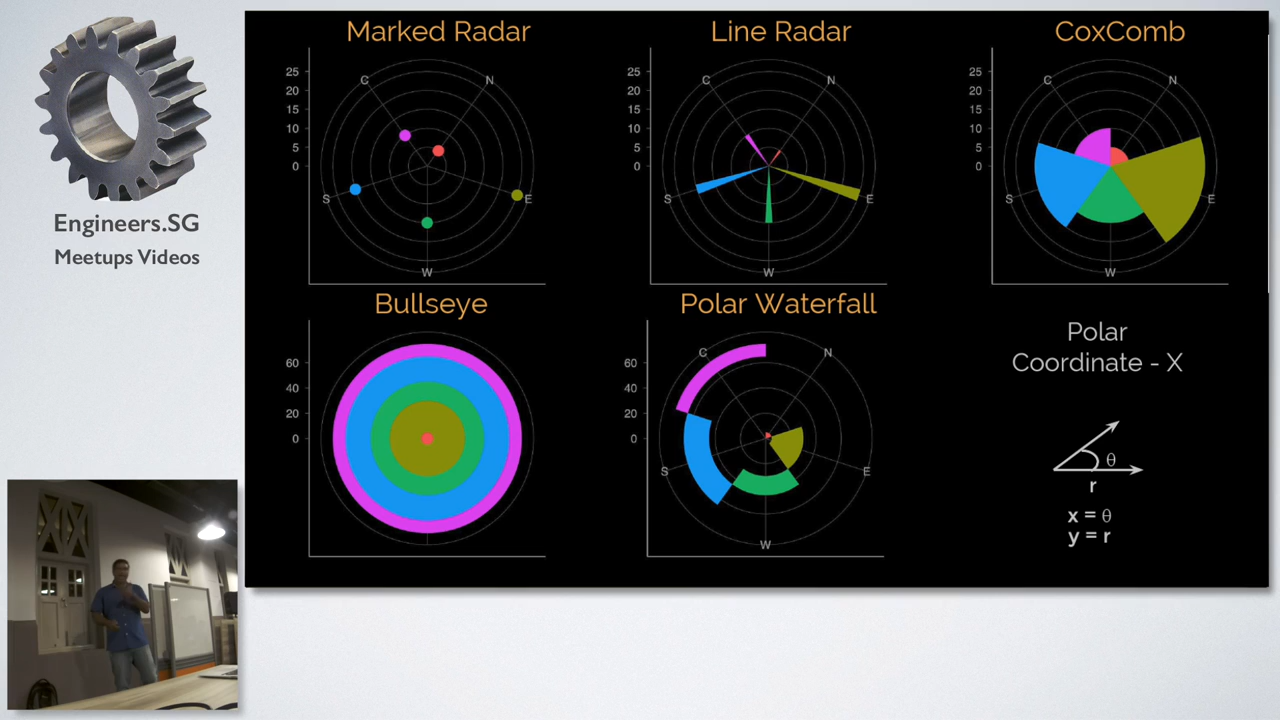 Engineers.SG
Meetups Videos
Marked Radar
25
20
15
10
5
0
C
N
S
E
W
Line Radar
25
20
15
10
5
0
C
N
S
E
W
CoxComb
25
20
15
10
5
0
C
N
S
E
W
Bullseye
60
40
20
0
Polar Waterfall
60
40
20
0
C
N
S
E
W
Polar
Coordinate - X
θ
r
x = θ
y = r